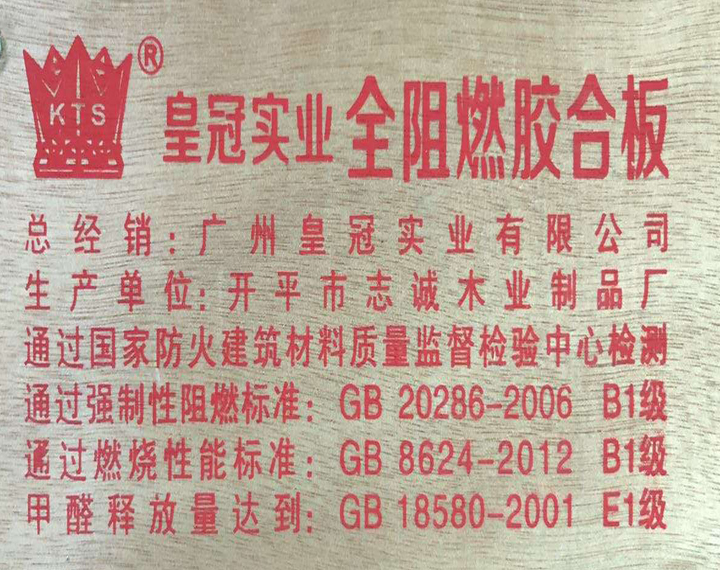 KTS ®
皇冠实业 全阻燃胶合板
总经销：广州皇冠实业有限公司
生产单位：开平市志诚木业制品厂
通过国家防火建筑材料质量监督检验中心检测
通过强制性阻燃标准：GB 20286-2006 B1级
通过燃烧性能标准：GB 8624-2012 B1级
甲醛释放量达到：GB 18580-2001 E1级